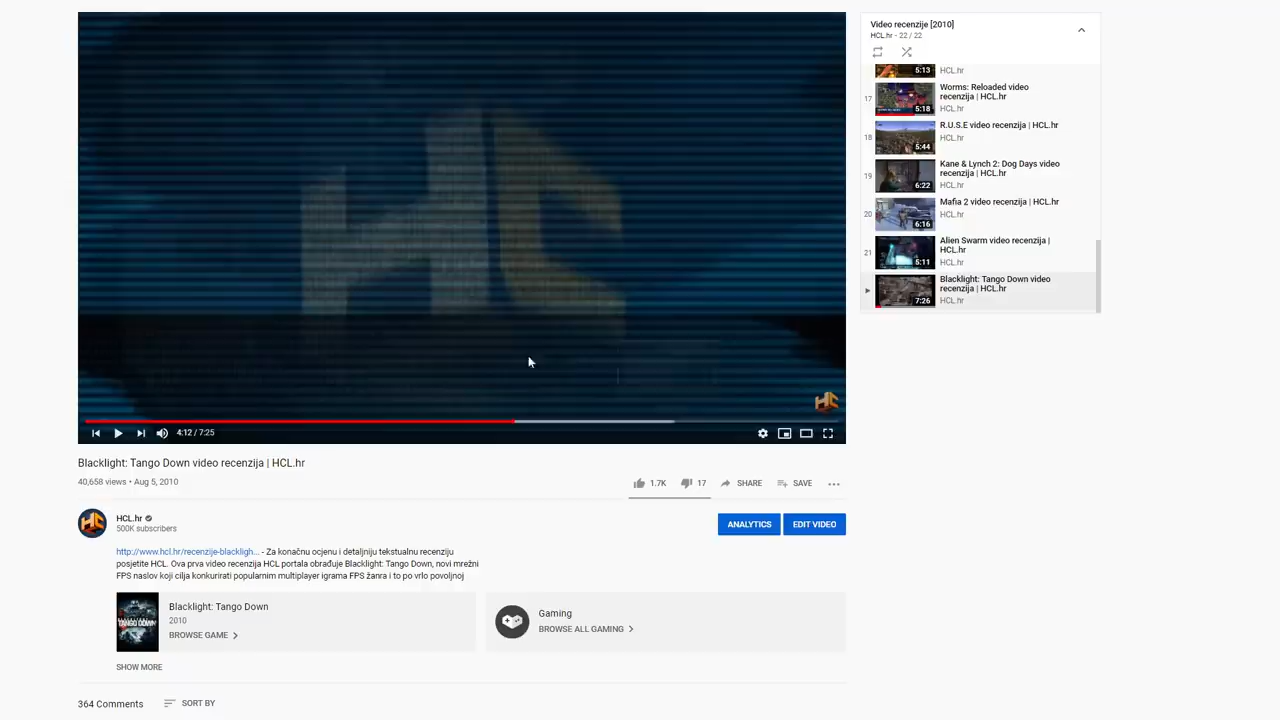 HC
HC
4:12 / 7:25
Blacklight: Tango Down video recenzija | HCL.hr
40,658 views • Aug 5, 2010
1.7K
17
SHARE
SAVE
HCL.hr
500K subscribers
ANALYTICS
EDIT VIDEO
http://www.hcl.hr/recenzije-blackligh... - Za konačnu ocjenu i detaljniju tekstualnu recenziju
posjetite HCL. Ova prva video recenzija HCL portala obrađuje Blacklight: Tango Down, novi mrežni
FPS naslov koji cilja konkurirati popularnim multiplayer igrama FPS žanra i to po vrlo povoljnoj
TANGO DOWN
Blacklight: Tango Down
2010
BROWSE GAME
Gaming
BROWSE ALL GAMING
SHOW MORE
364 Comments
SORT BY
Video recenzije [2010]
HCL.hr - 22 / 22
5:13
HCL.hr
17
5:18
Worms: Reloaded video
recenzija | HCL.hr
HCL.hr
18
5:44
R.U.S.E video recenzija | HCL.hr
HCL.hr
19
6:22
Kane & Lynch 2: Dog Days video
recenzija | HCL.hr
HCL.hr
20
6:16
Mafia 2 video recenzija | HCL.hr
HCL.hr
21
5:11
Alien Swarm video recenzija |
HCL.hr
HCL.hr
7:26
Blacklight: Tango Down video
recenzija | HCL.hr
HCL.hr